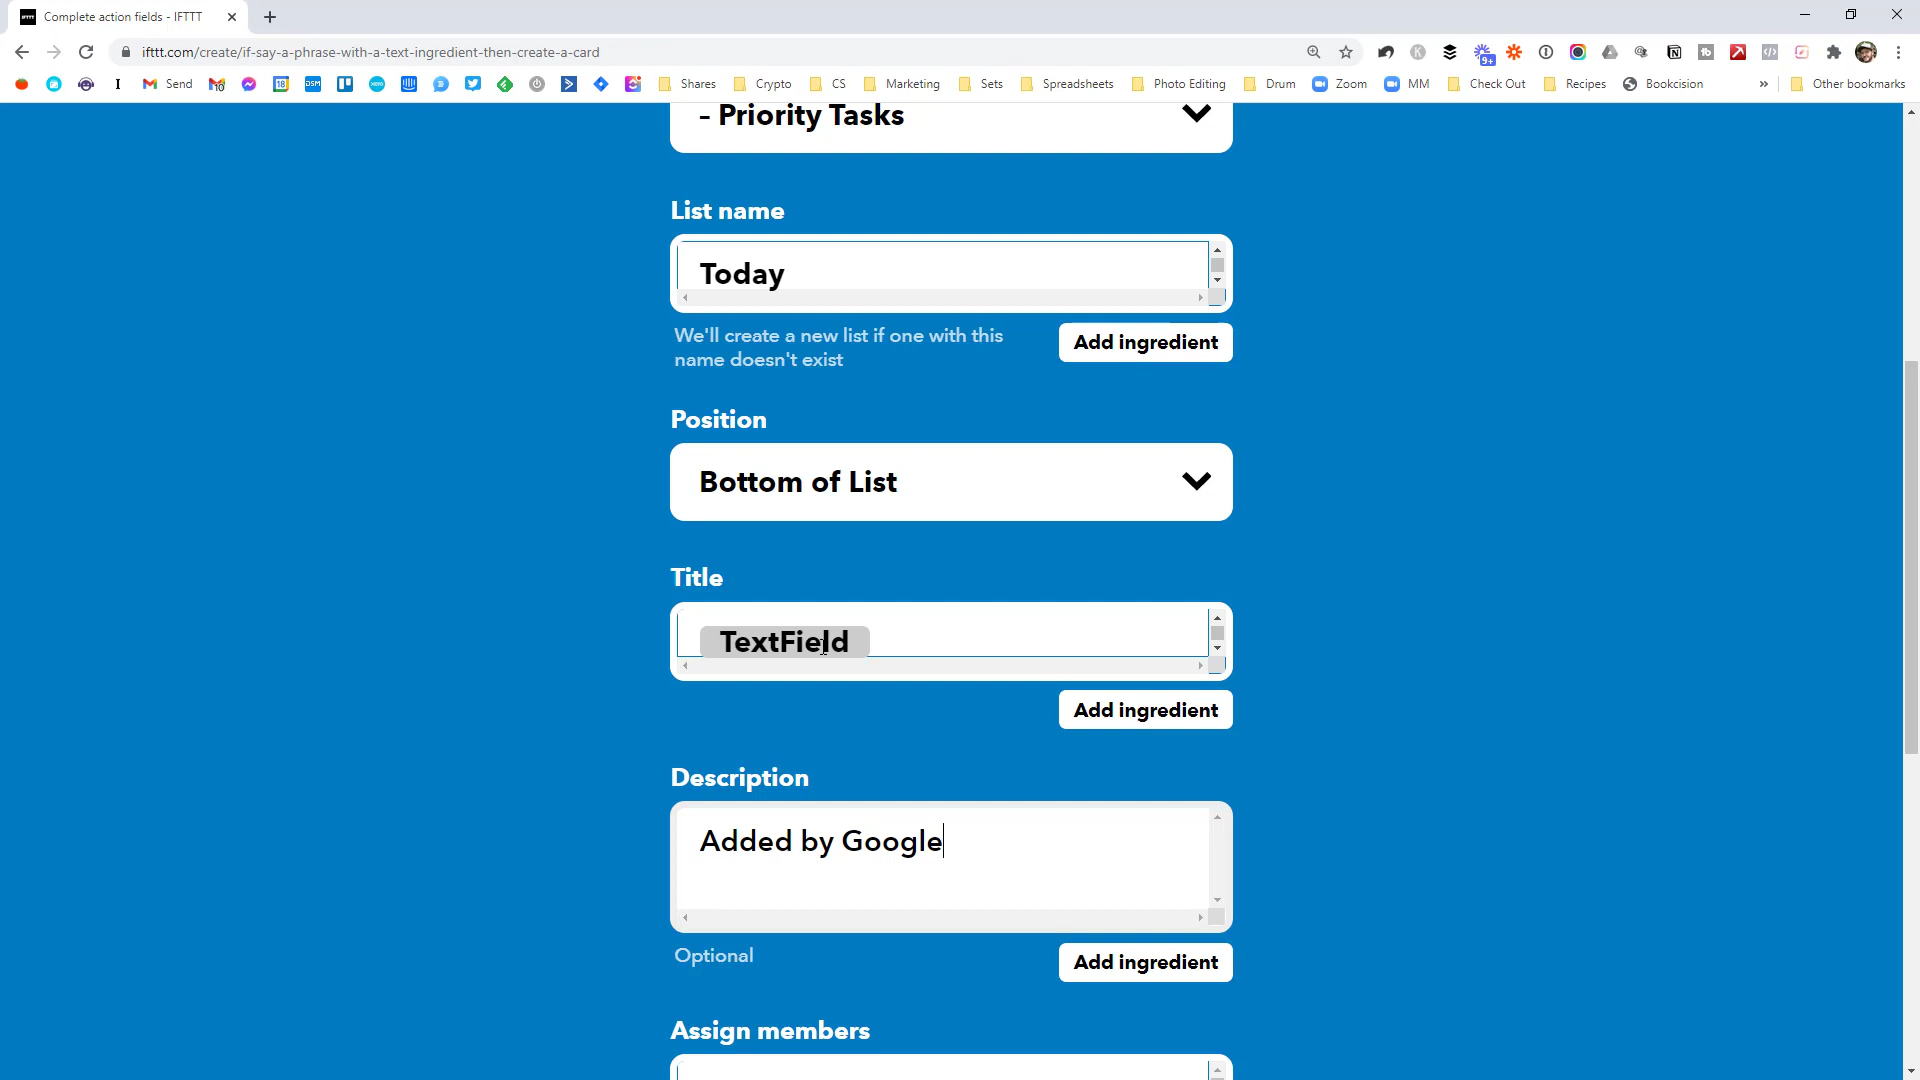 Complete action fields - IFTTT
ifttt.com/create/if-say-a-phrase-with-a-text-ingredient-then-create-a-card
Send
Shares
Crypto
CS
Marketing
Sets
Spreadsheets
Photo Editing
Drum
Zoom
MM
Check Out
Recipes
Bookcision
»
Other bookmarks
– Priority Tasks
List name
Today
We'll create a new list if one with this
name doesn't exist
Add ingredient
Position
Bottom of List
Title
TextField
Add ingredient
Description
Added by Google
Optional
Add ingredient
Assign members